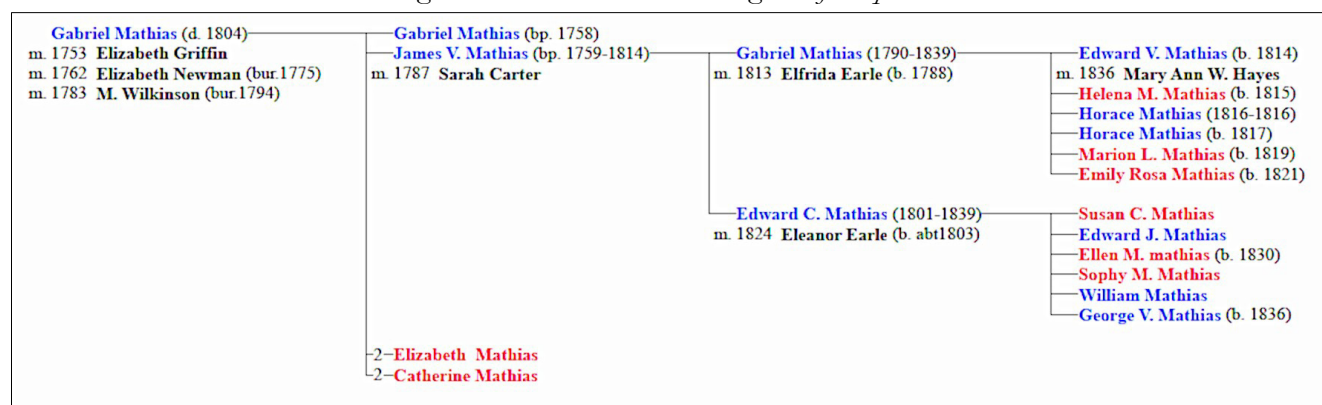 Gabriel Mathias (d. 1804) Gabriel Mathias (bp. 1758)
m. 1753 Elizabeth Griffin James V. Mathias (bp. 1759-1814) Gabriel Mathias (1790-1839) Edward V. Mathias (b. 1814)
m. 1762 Elizabeth Newman (bur.1775) m. 1787 Sarah Carter m. 1813 Elfrida Earle (b. 1788) m. 1836 Mary Ann W. Hayes
m. 1783 M. Wilkinson (bur.1794) Helena M. Mathias (b. 1815)
Horace Mathias (1816-1816)
Horace Mathias (b. 1817)
Marion L. Mathias (b. 1819)
Emily Rosa Mathias (b. 1821)
Edward C. Mathias (1801-1839) Susan C. Mathias
m. 1824 Eleanor Earle (b. abt1803) Edward J. Mathias
Ellen M. mathias (b. 1830)
Sophy M. Mathias
William Mathias
George V. Mathias (b. 1836)
2 Elizabeth Mathias
2 Catherine Mathias